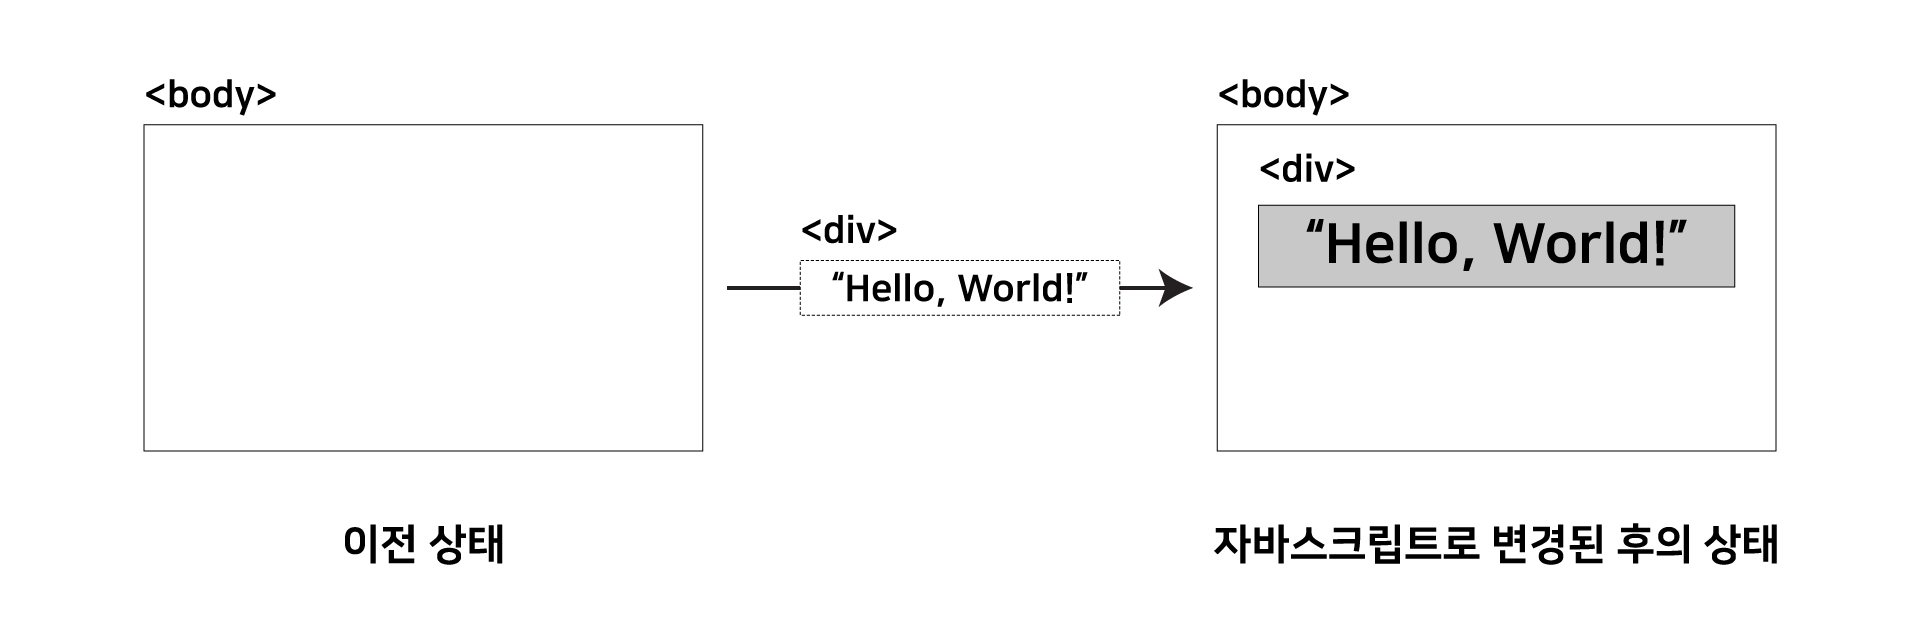 <body>
이전 상태
<div>
“Hello, World!”
<body>
<div>
“Hello, World!”
자바스크립트로 변경된 후의 상태